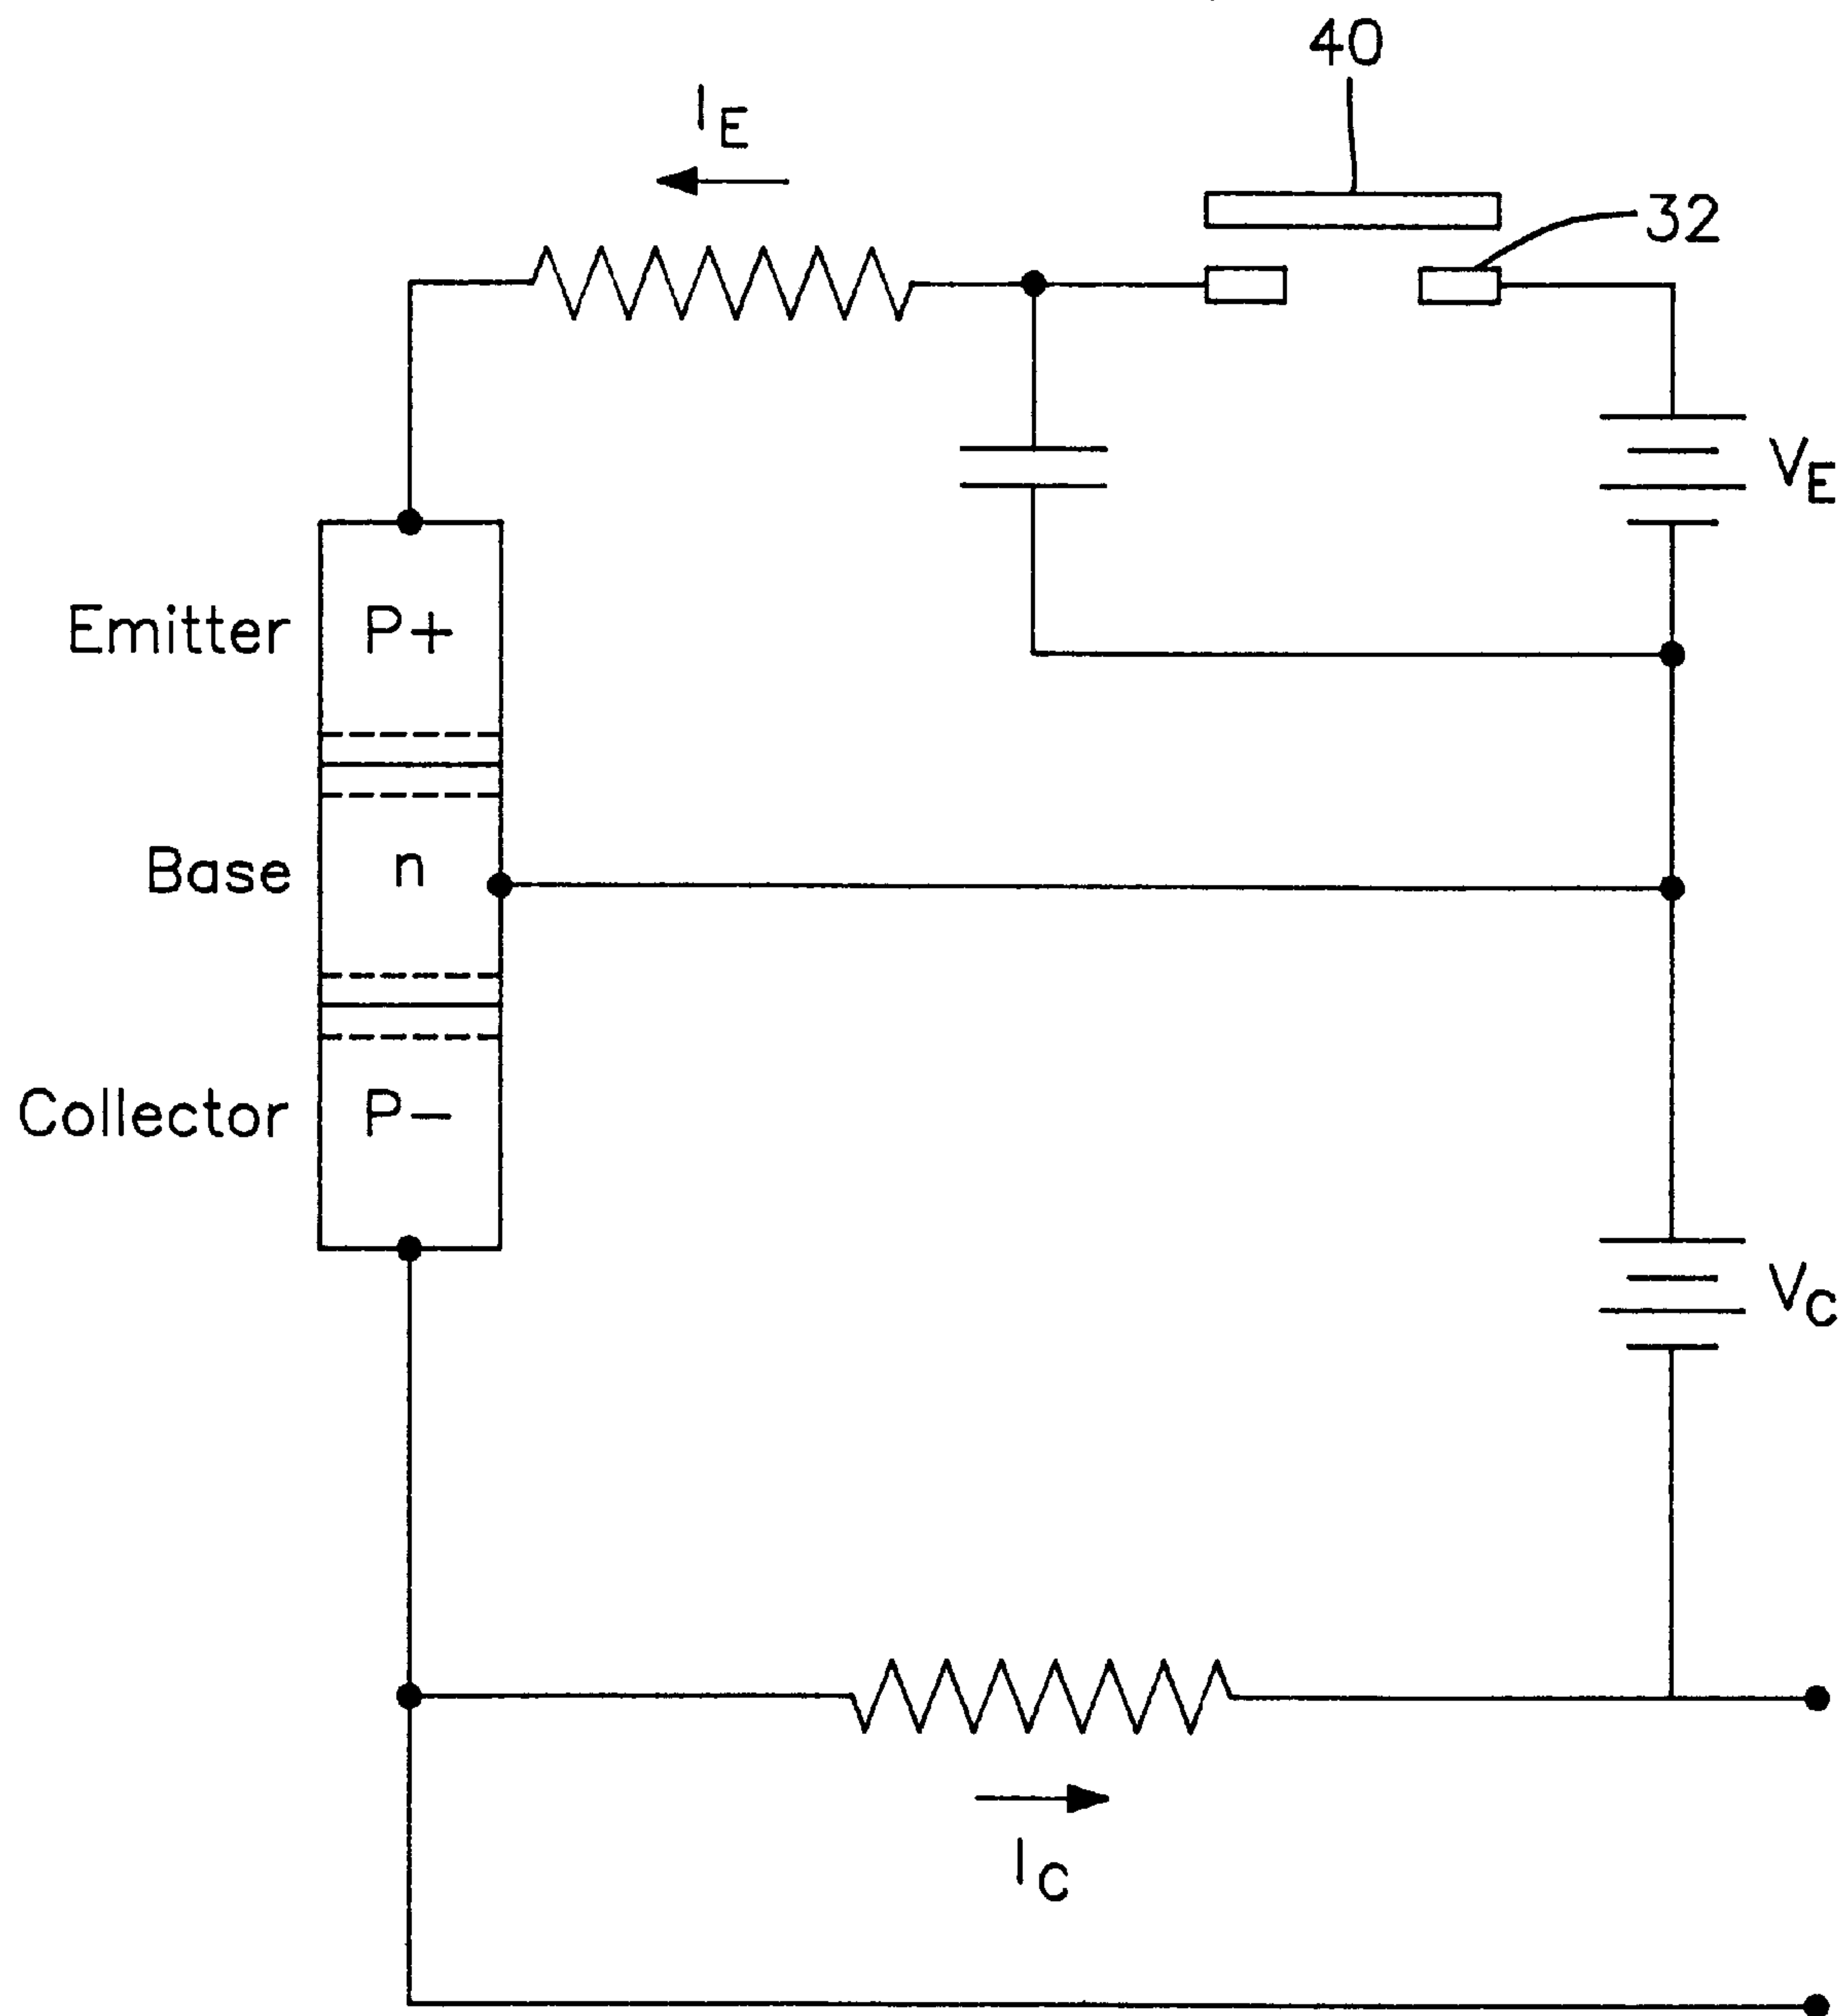 40
I_E
32
V_E
Emitter P+
Base n
Collector P−
V_C
I_C